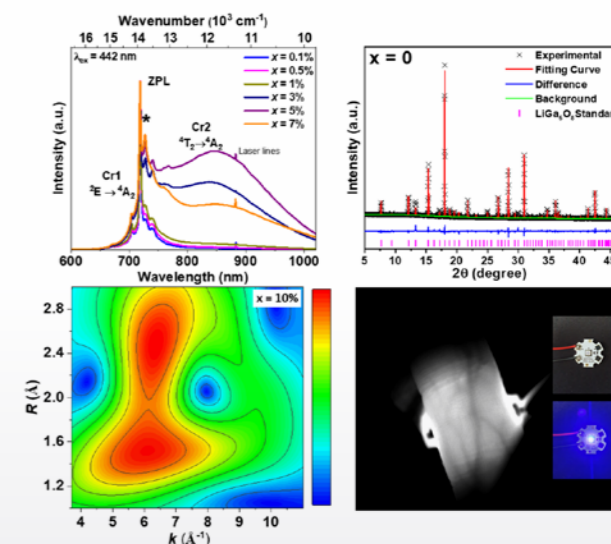 Wavenumber (10³ cm⁻¹)
16 15 14 13 12 11 10
λex = 442 nm
ZPL
*
x = 0.1%
x = 0.5%
x = 1%
x = 3%
x = 5%
x = 7%
Cr2
⁴T₂→⁴A₂
Laser lines
Cr1
²E →⁴A₂
Intensity (a.u.)
600 700 800 900 1000
Wavelength (nm)
x = 0
Experimental
Fitting Curve
Difference
Background
LiGa₅O₈Standar
Intensity (a.u.)
5 10 15 20 25 30 35 40 45
2θ (degree)
x = 10%
R (Å)
2.8
2.4
2.0
1.6
1.2
4 5 6 7 8 9 10
k (Å⁻¹)